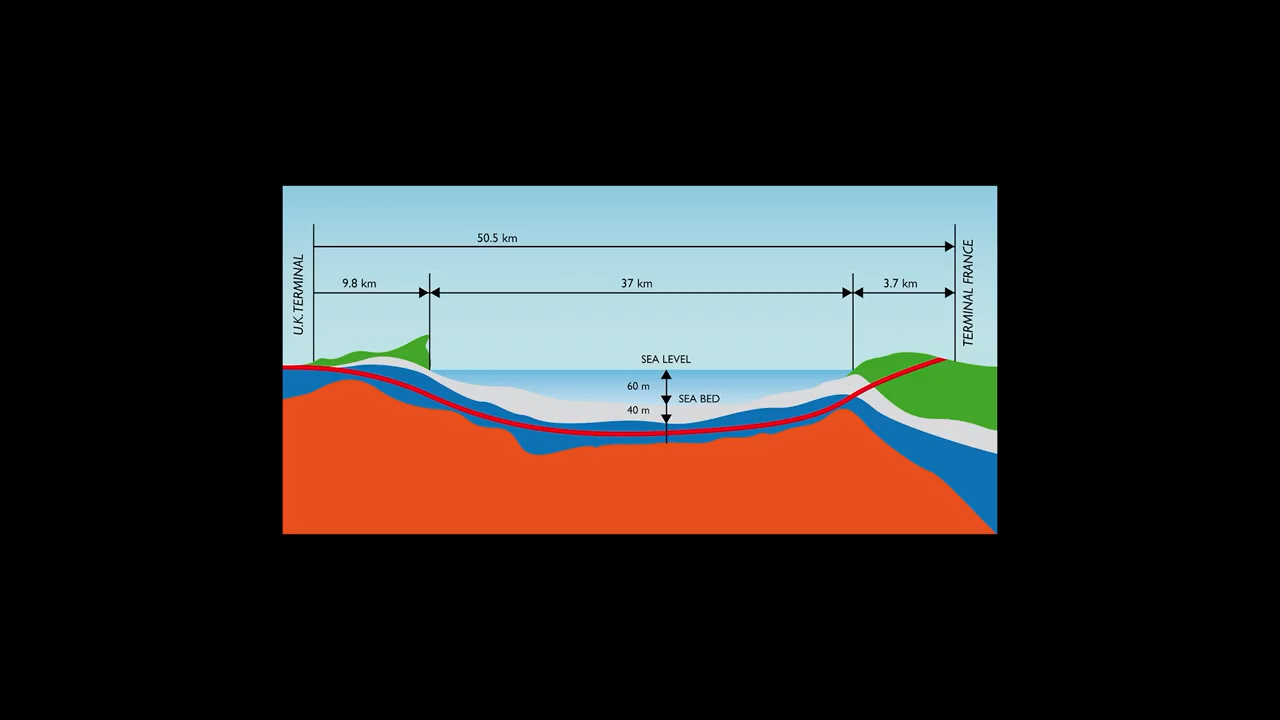 50.5 km
U.K.TERMINAL
TERMINAL FRANCE
9.8 km
37 km
3.7 km
SEA LEVEL
60 m
SEA BED
40 m